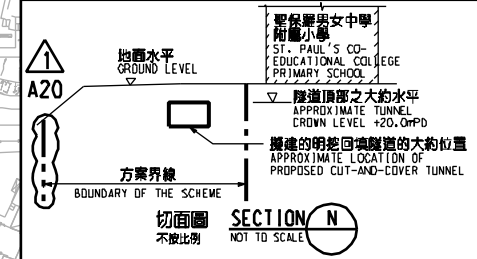 聖保羅男女中學
附屬小學
ST. PAUL'S CO-
EDUCATIONAL COLLEGE
PRIMARY SCHOOL
1
A20
地面水平
GROUND LEVEL
隧道頂部之大約水平
APPROXIMATE TUNNEL
CROWN LEVEL +20.0mPD
擬建的明挖回填隧道的大約位置
APPROXIMATE LOCATION OF
PROPOSED CUT-AND-COVER TUNNEL
方案界線
BOUNDARY OF THE SCHEME
切面圖 SECTION N
不按比例 NOT TO SCALE